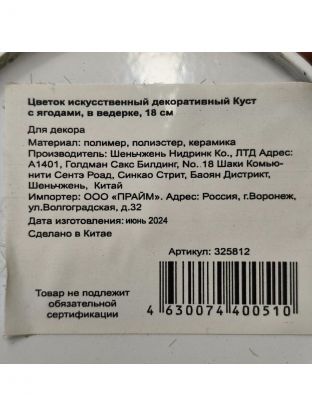 Цветок искусственный декоративный Куст
с ягодами, в ведерке, 18 см
Для декора
Материал: полимер, полиэстер, керамика
Производитель: Шеньчжень Нидринк Ко., ЛТД Адрес:
А1401, Голдман Сакс Билдинг, No. 18 Шаки Комью-
нити Сентэ Роад, Синкао Стрит, Баоян Дистрикт,
Шеньчжень, Китай
Импортер: ООО «ПРАЙМ». Адрес: Россия, г.Воронеж,
ул.Волгоградская, д.32
Дата изготовления: июнь 2024
Сделано в Китае
Артикул: 325812
Товар не подлежит
обязательной
сертификации
4 630074 400510